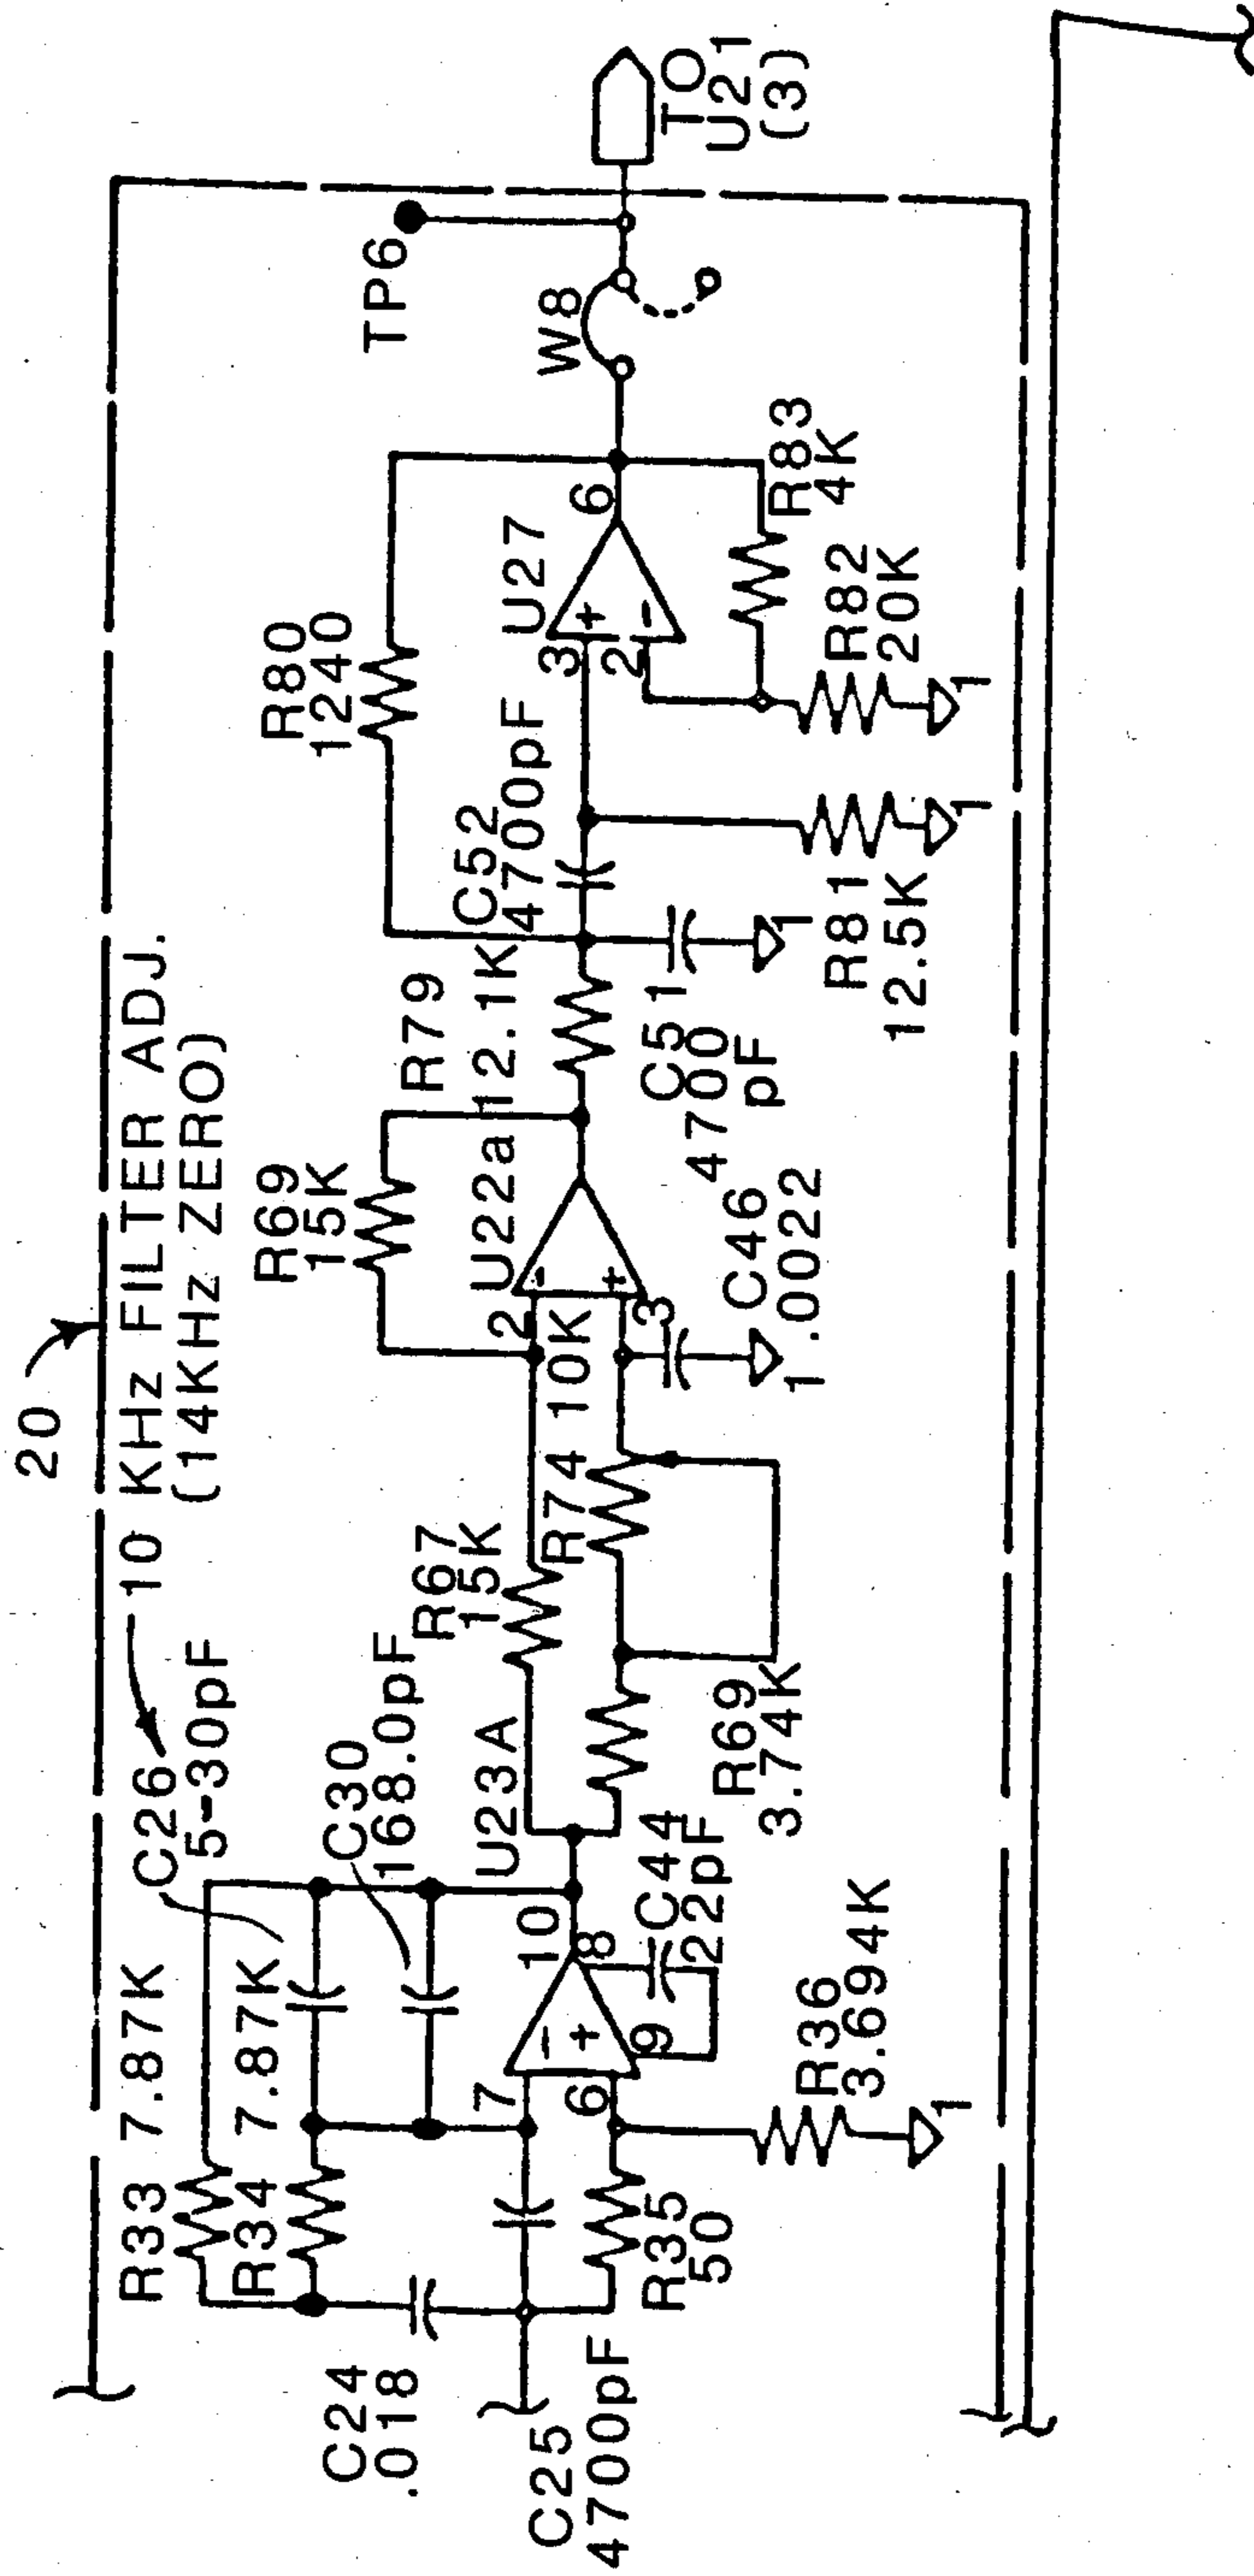 20
10 KHz FILTER ADJ.
(14KHz ZERO)
C26
5-30pF
R33 7.87K
R34 7.87K
C24
.018
C25
4700pF
C30
168.0pF
U23A
7
6
10
8
9
C44
22pF
R35
50
R36
3.694K
1
R67
15K
R69
3.74K
R74
10K
R69
15K
U22a
2
3
C46
.0022
1
R79
12.1K
C51
4700
pF
1
C52
4700pF
R80
1240
R81
12.5K
1
U27
3
2
6
R82
20K
1
R83
4K
W8
TP6
TO
U21
(3)